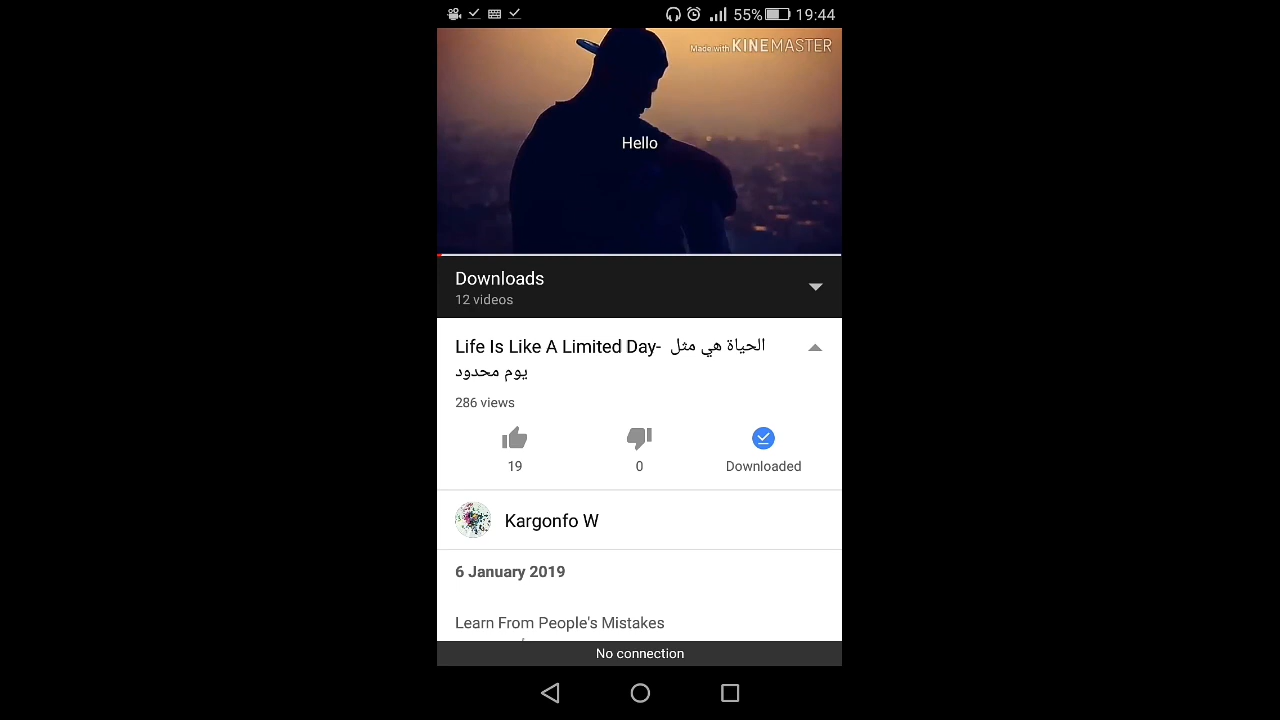 55% 19:44
Made with KINEMASTER
Hello
Downloads
12 videos
Life Is Like A Limited Day- الحياة هي مثل
يوم محدود
286 views
19 0 Downloaded
Kargonfo W
6 January 2019
Learn From People's Mistakes
No connection